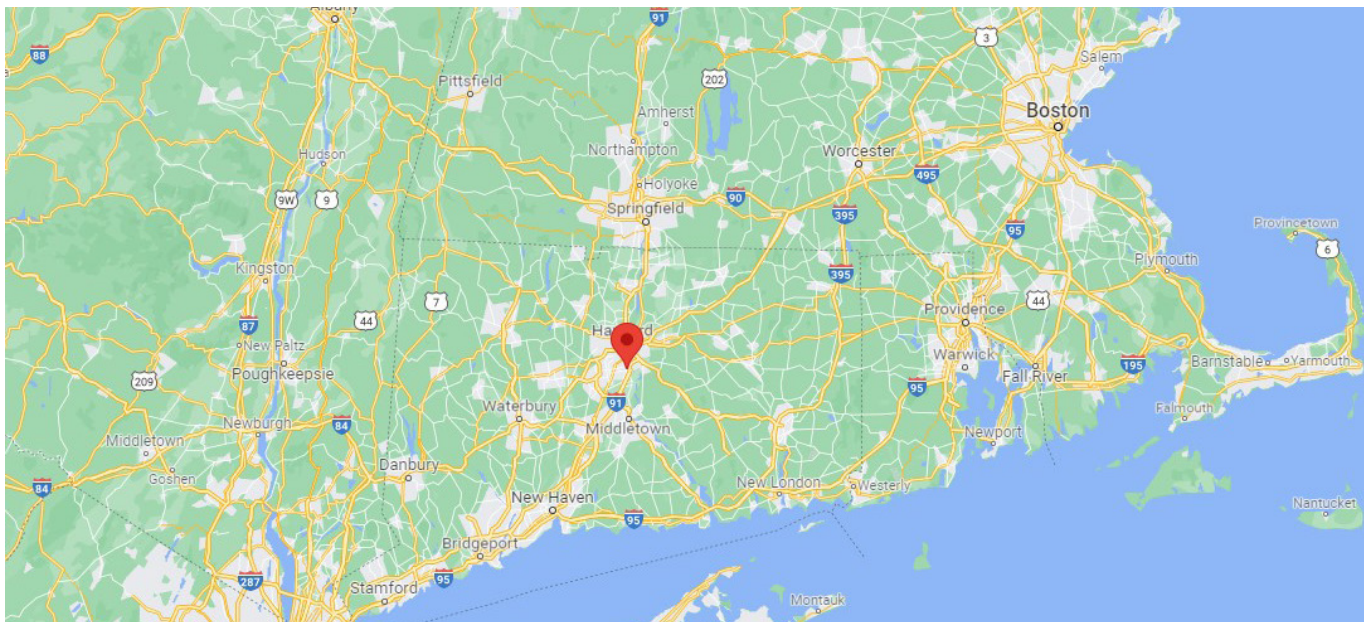 Albany
91
88
3
Salem
202
Pittsfield
Boston
Amherst
Northampton
Worcester
Hudson
495
Holyoke
9W
9
90
Springfield
395
95
Provincetown
6
Plymouth
Kingston
395
7
44
Providence
44
87
Hartford
New Paltz
Warwick
Barnstable
Yarmouth
Poughkeepsie
195
Fall River
209
95
91
Waterbury
Falmouth
Newburgh
84
Middletown
Middletown
Newport
Goshen
Danbury
84
New London
Westerly
New Haven
Nantucket
95
Bridgeport
287
95
Stamford
Montauk